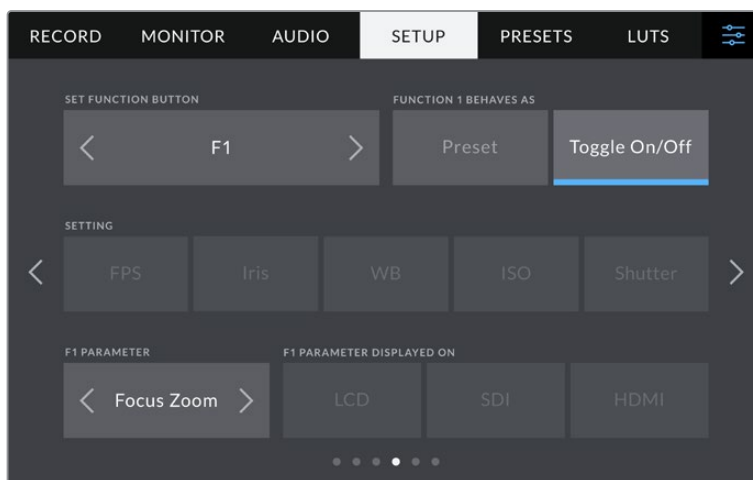 RECORD MONITOR AUDIO SETUP PRESETS LUTS
SET FUNCTION BUTTON FUNCTION 1 BEHAVES AS
F1 Preset Toggle On/Off
SETTING
FPS Iris WB ISO Shutter
F1 PARAMETER F1 PARAMETER DISPLAYED ON
Focus Zoom LCD SDI HDMI